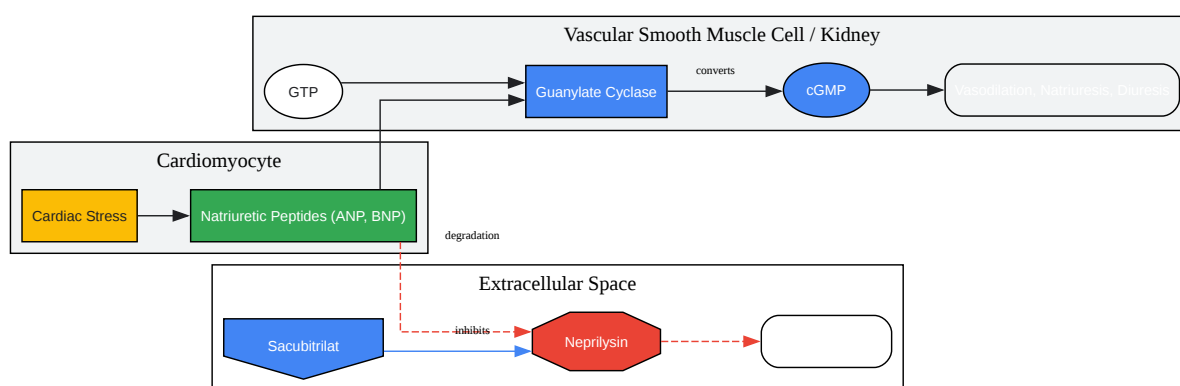 Vascular Smooth Muscle Cell / Kidney
GTP
Guanylate Cyclase
converts
cGMP
Vasodilation, Natriuresis, Diuresis
Cardiomyocyte
Cardiac Stress
Natriuretic Peptides (ANP, BNP)
degradation
Extracellular Space
Sacubitrilat
inhibits
Neprilysin